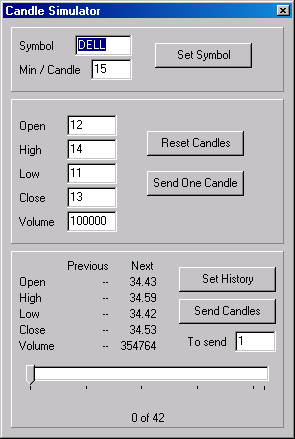 Candle Simulator
Symbol DELL Set Symbol
Min / Candle 15
Open 12
High 14 Reset Candles
Low 11
Close 13 Send One Candle
Volume 100000
Previous Next
Open -- 34.43 Set History
High -- 34.59
Low -- 34.42 Send Candles
Close -- 34.53
Volume -- 354764 To send 1
0 of 42